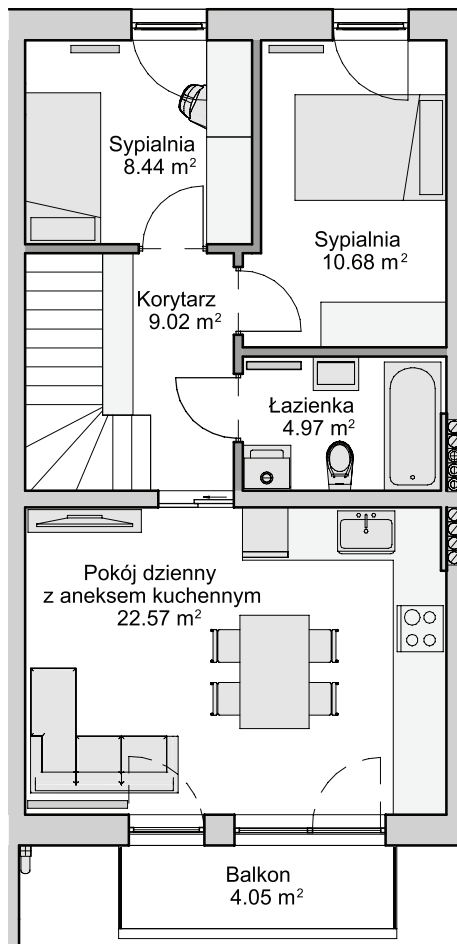 Sypialnia
8.44 m²
Sypialnia
10.68 m²
Korytarz
9.02 m²
Łazienka
4.97 m²
Pokój dzienny
z aneksem kuchennym
22.57 m²
Balkon
4.05 m²